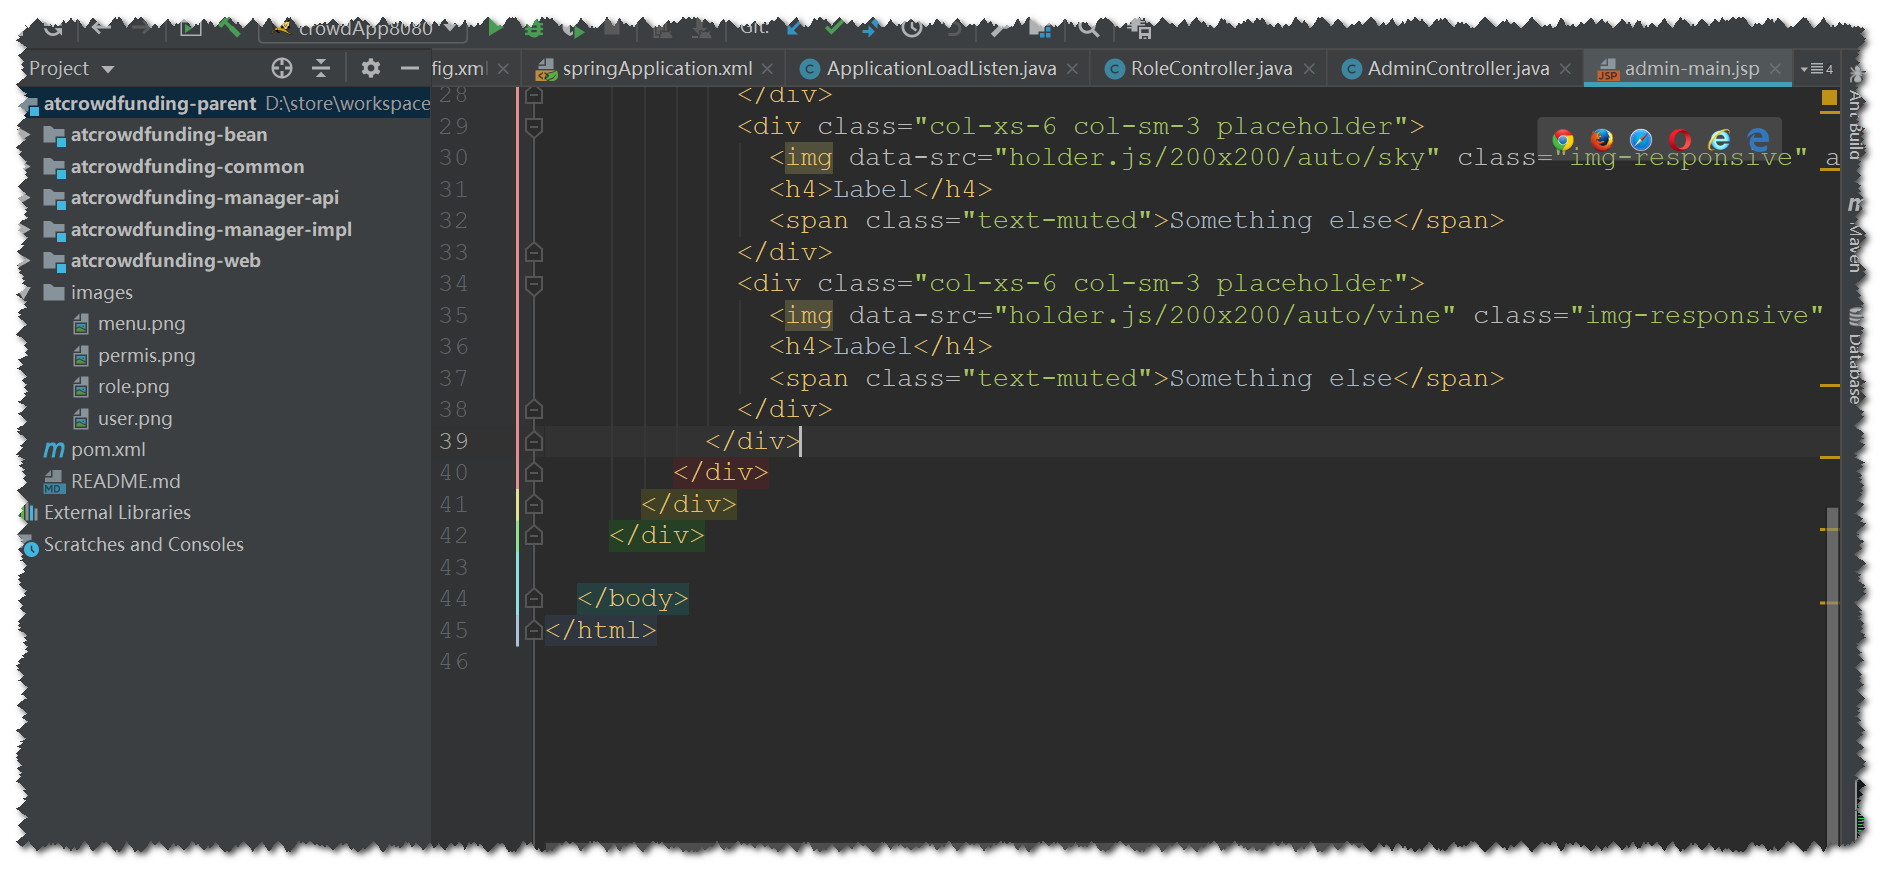 crowdApp8080 Git:
Project
fig.xml springApplication.xml ApplicationLoadListen.java RoleController.java AdminController.java admin-main.jsp 4
atcrowdfunding-parent D:\store\workspace
atcrowdfunding-bean
atcrowdfunding-common
atcrowdfunding-manager-api
atcrowdfunding-manager-impl
atcrowdfunding-web
images
menu.png
permis.png
role.png
user.png
pom.xml
README.md
External Libraries
Scratches and Consoles
28 </div>
29 <div class="col-xs-6 col-sm-3 placeholder">
30 <img data-src="holder.js/200x200/auto/sky" class="img-responsive" a
31 <h4>Label</h4>
32 <span class="text-muted">Something else</span>
33 </div>
34 <div class="col-xs-6 col-sm-3 placeholder">
35 <img data-src="holder.js/200x200/auto/vine" class="img-responsive"
36 <h4>Label</h4>
37 <span class="text-muted">Something else</span>
38 </div>
39 </div>
40 </div>
41 </div>
42 </div>
43
44 </body>
45 </html>
46
Ant Build
Maven
Database